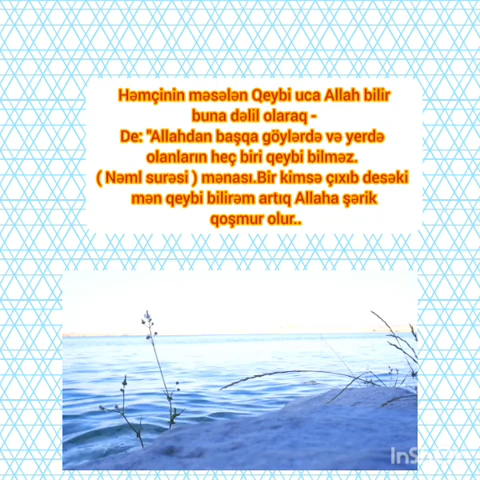 Həmçinin məsələn Qeybi uca Allah bilir
buna dəlil olaraq -
De: "Allahdan başqa göylərdə və yerdə
olanların heç biri qeybi bilməz.
( Nəml surəsi ) mənası.Bir kimsə çıxıb desəki
mən qeybi bilirəm artıq Allaha şərik
qoşmur olur..